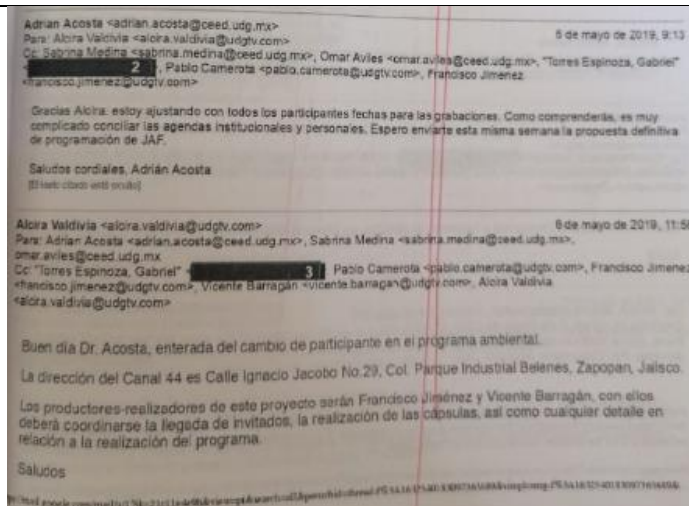 Adrian Acosta <adrian.acosta@ceed.udg.mx>
Para: Alcira Valdivia <alcira.valdivia@udgtv.com>
6 de mayo de 2019, 9:13
Cc: Sabrina Medina <sabrina.medina@ceed.udg.mx>, Omar Aviles <omar.aviles@ceed.udg.mx>, "Torres Espinoza, Gabriel"
< 2 , Pablo Camerota <pablo.camerota@udgtv.com>, Francisco Jimenez
<francisco.jimenez@udgtv.com>
Gracias Alcira: estoy ajustando con todos los participantes fechas para las grabaciones. Como comprenderás, es muy
complicado conciliar las agendas institucionales y personales. Espero enviarte esta misma semana la propuesta definitiva
de programación de JAF.
Saludos cordiales, Adrián Acosta
[El texto citado está oculto]
Alcira Valdivia <alcira.valdivia@udgtv.com>
6 de mayo de 2019, 11:56
Para: Adrian Acosta <adrian.acosta@ceed.udg.mx>, Sabrina Medina <sabrina.medina@ceed.udg.mx>,
omar.aviles@ceed.udg.mx
Cc: "Torres Espinoza, Gabriel" < 3 Pablo Camerota <pablo.camerota@udgtv.com>, Francisco Jimenez
<francisco.jimenez@udgtv.com>, Vicente Barragán <vicente.barragan@udgtv.com>, Alcira Valdivia
<alcira.valdivia@udgtv.com>
Buen día Dr. Acosta, enterada del cambio de participante en el programa ambiental.
La dirección del Canal 44 es Calle Ignacio Jacobo No.29, Col. Parque Industrial Belenes, Zapopan, Jalisco.
Los productores-realizadores de este proyecto serán Francisco Jiménez y Vicente Barragán, con ellos
deberá coordinarse la llegada de invitados, la realización de las cápsulas, así como cualquier detalle en
relación a la realización del programa.
Saludos